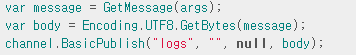 var message = GetMessage(args);
var body = Encoding.UTF8.GetBytes(message);
channel.BasicPublish("logs", "", null, body);